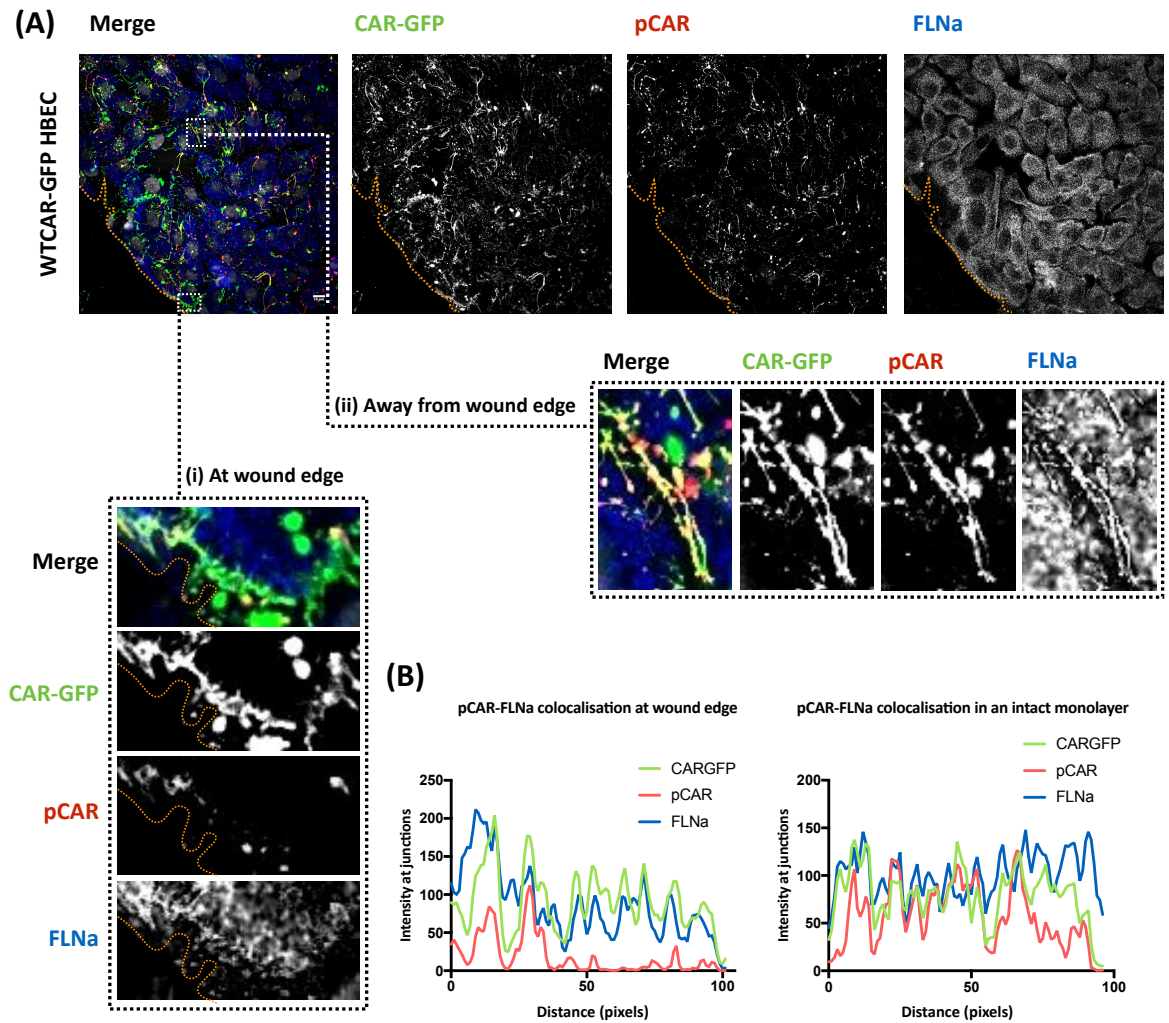 (A)
Merge
CAR-GFP
pCAR
FLNa
WTCAR-GFP HBEC
Merge
CAR-GFP
pCAR
FLNa
(ii) Away from wound edge
(i) At wound edge
Merge
CAR-GFP
pCAR
FLNa
(B)
pCAR-FLNa colocalisation at wound edge
CARGFP
pCAR
FLNa
250
200
150
100
50
0
Intensity at junctions
0
50
100
Distance (pixels)
pCAR-FLNa colocalisation in an intact monolayer
CARGFP
pCAR
FLNa
200
150
100
50
0
Intensity at junctions
0
50
100
Distance (pixels)